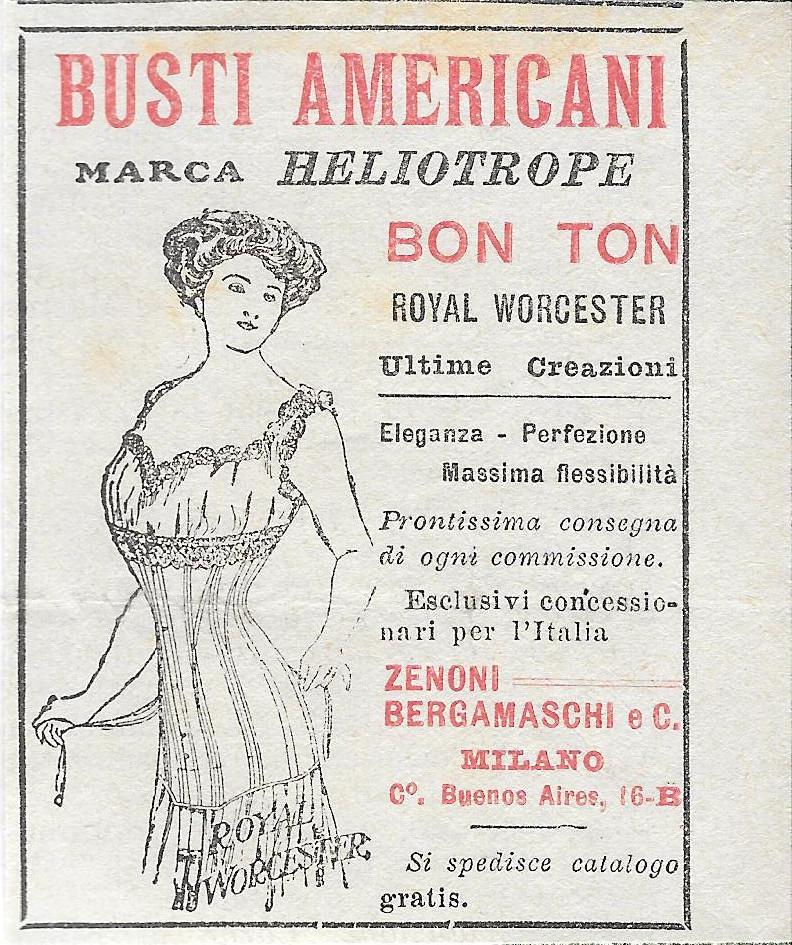 BUSTI AMERICANI
MARCA HELIOTROPE
BON TON
ROYAL WORCESTER
Ultime Creazioni
Eleganza - Perfezione
Massima flessibilità
Prontissima consegna
di ogni commissione.
Esclusivi concessio-
nari per l'Italia
ZENONI
BERGAMASCHI e C.
MILANO
Cº. Buenos Aires, 16-B
Si spedisce catalogo
gratis.
ROYAL
WORCESTER